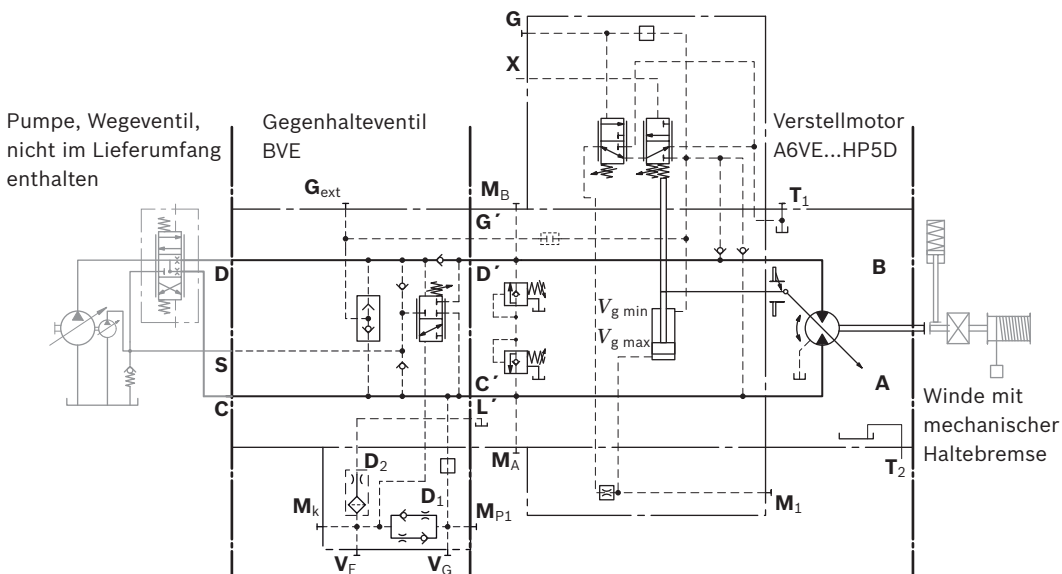 G
X
Pumpe, Wegeventil,
nicht im Lieferumfang
enthalten
Gegenhalteventil
BVE
Verstellmotor
A6VE...HP5D
Gext
MB
T1
G´
D
D´
B
Vg min
Vg max
S
C´
A
C
L´
Winde mit
mechanischer
Haltebremse
D2
MA
T2
Mk
D1
MP1
M1
VF
VG